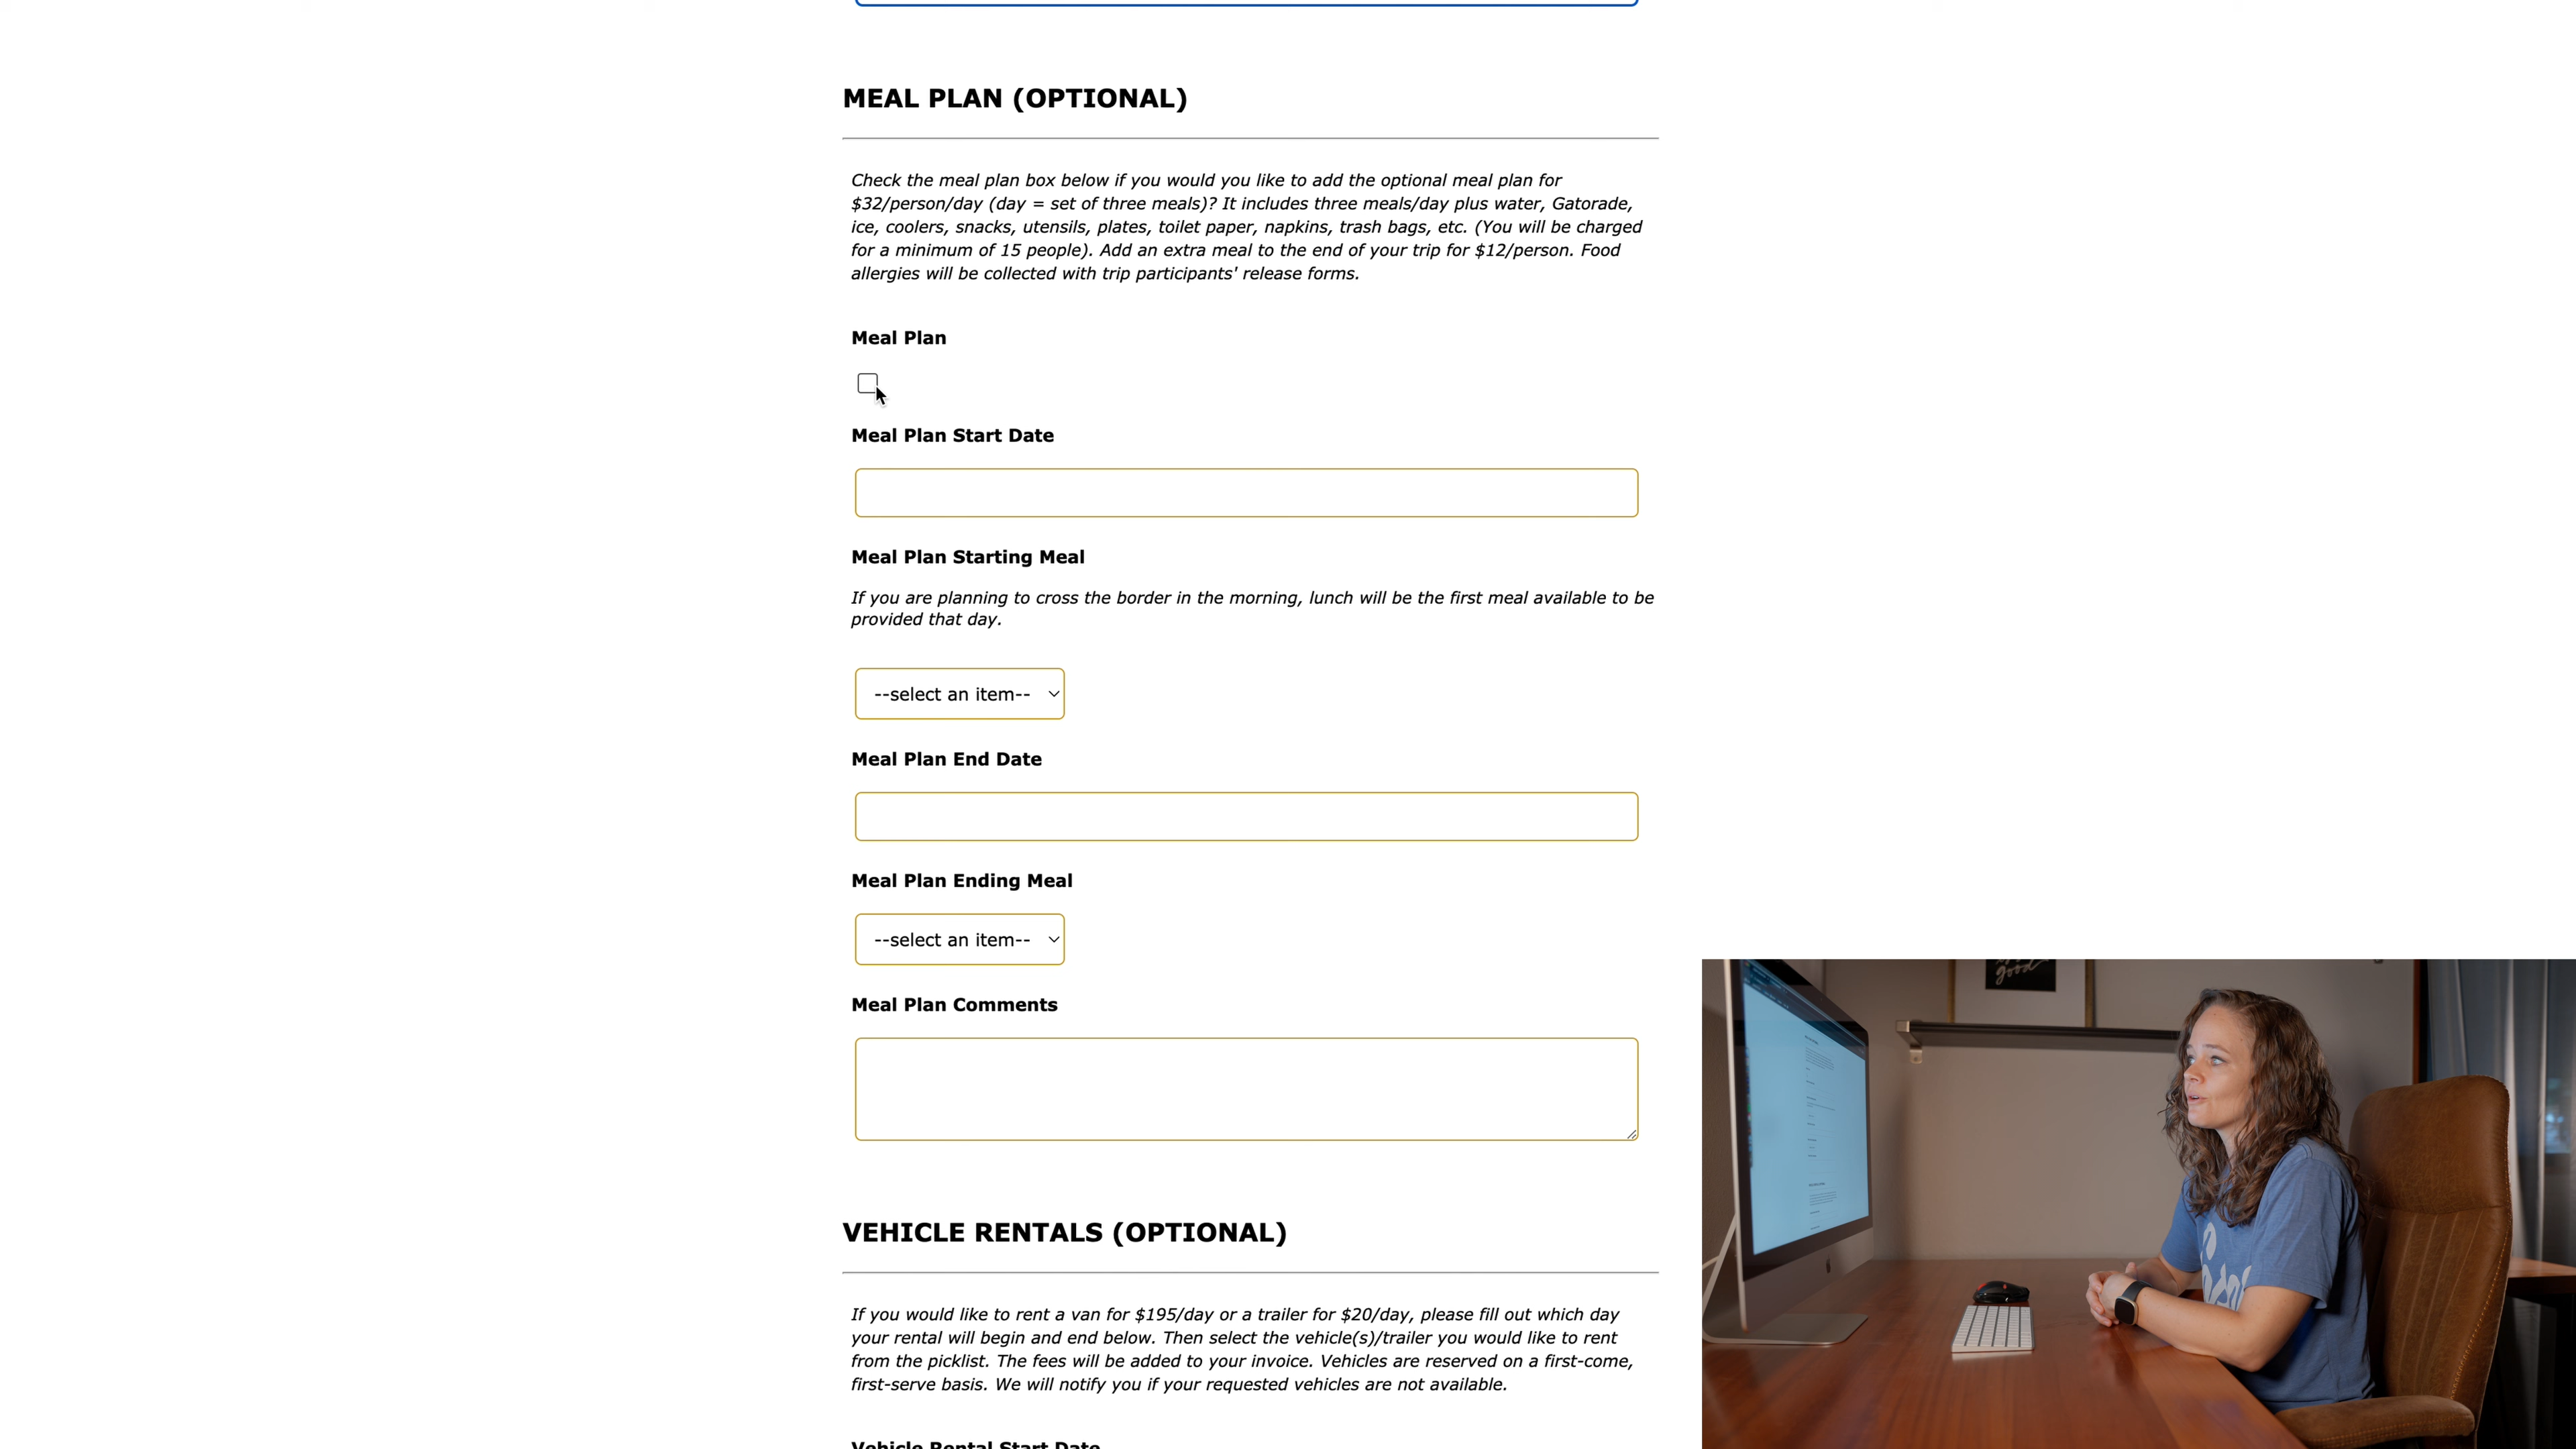 MEAL PLAN (OPTIONAL)
Check the meal plan box below if you would you like to add the optional meal plan for
$32/person/day (day = set of three meals)? It includes three meals/day plus water, Gatorade,
ice, coolers, snacks, utensils, plates, toilet paper, napkins, trash bags, etc. (You will be charged
for a minimum of 15 people). Add an extra meal to the end of your trip for $12/person. Food
allergies will be collected with trip participants' release forms.
Meal Plan
Meal Plan Start Date
Meal Plan Starting Meal
If you are planning to cross the border in the morning, lunch will be the first meal available to be
provided that day.
--select an item--
Meal Plan End Date
Meal Plan Ending Meal
--select an item--
Meal Plan Comments
VEHICLE RENTALS (OPTIONAL)
If you would like to rent a van for $195/day or a trailer for $20/day, please fill out which day
your rental will begin and end below. Then select the vehicle(s)/trailer you would like to rent
from the picklist. The fees will be added to your invoice. Vehicles are reserved on a first-come,
first-serve basis. We will notify you if your requested vehicles are not available.
Vehicle Rental Start Date
good